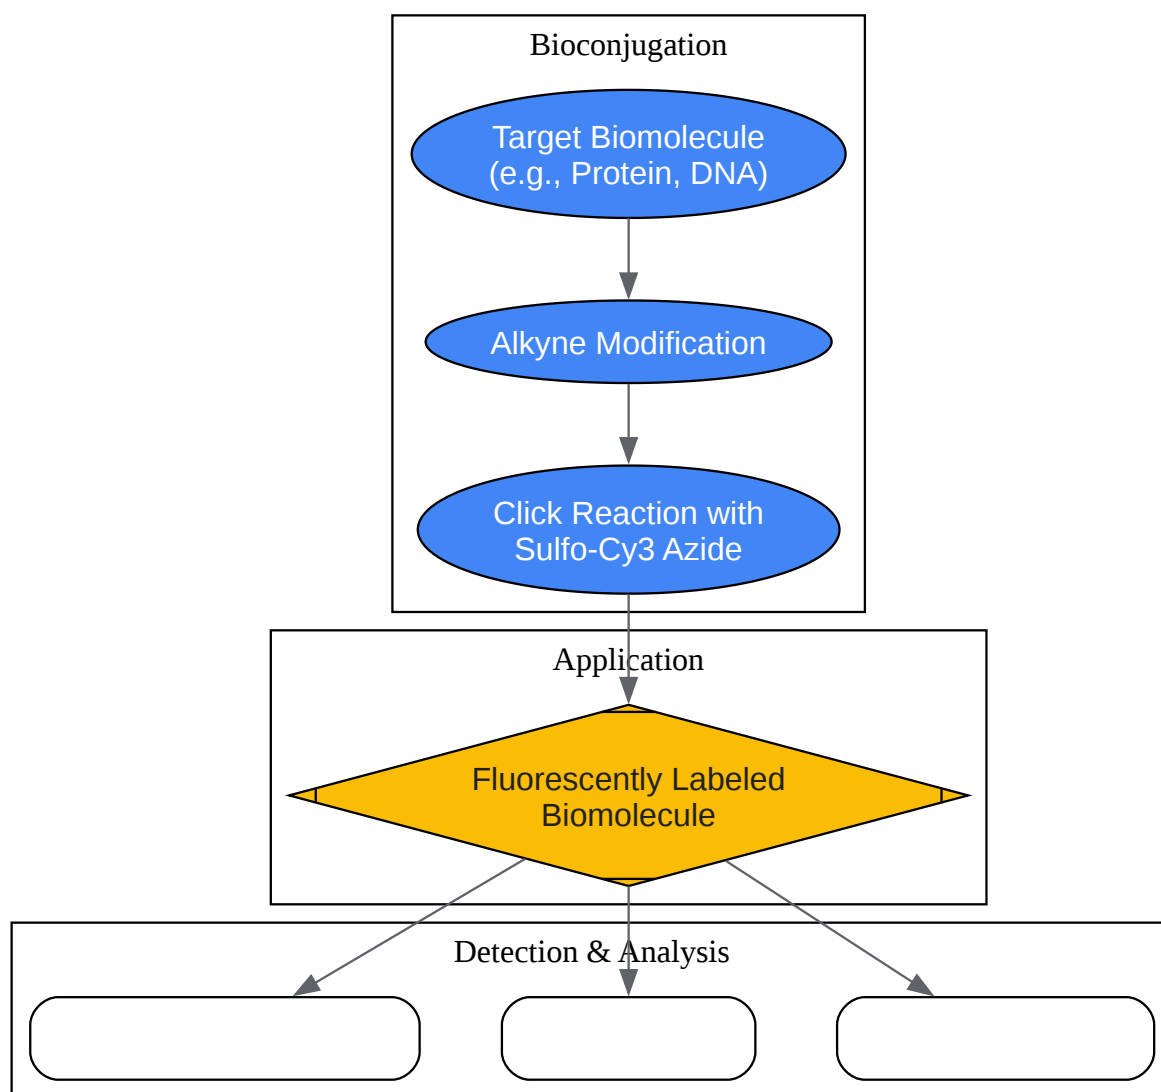 Bioconjugation
Target Biomolecule
(e.g., Protein, DNA)
Alkyne Modification
Click Reaction with
Sulfo-Cy3 Azide
Application
Fluorescently Labeled
Biomolecule
Detection & Analysis